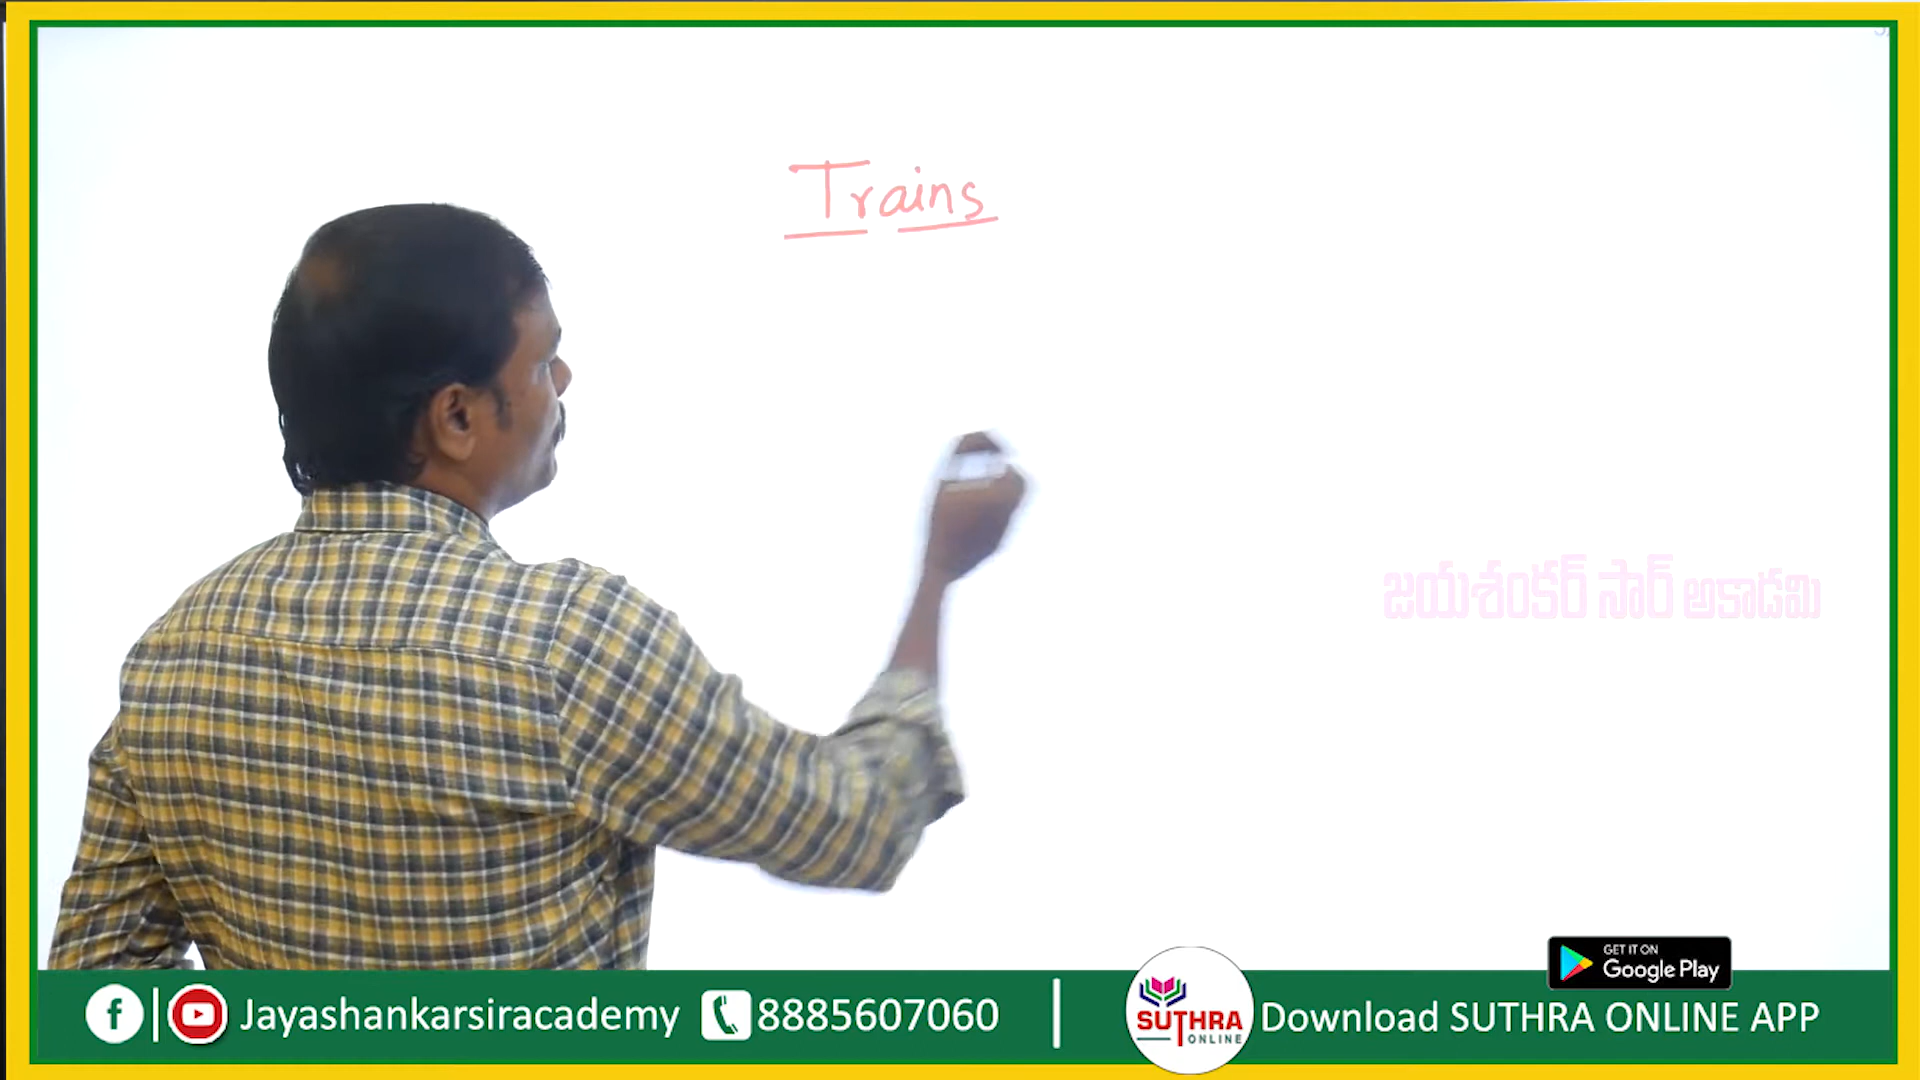 Trains
జయశంకర్ సార్ అకాడమి
GET IT ON
Google Play
f
Jayashankarsiracademy
8885607060
SUTHRA
ONLINE
Download SUTHRA ONLINE APP